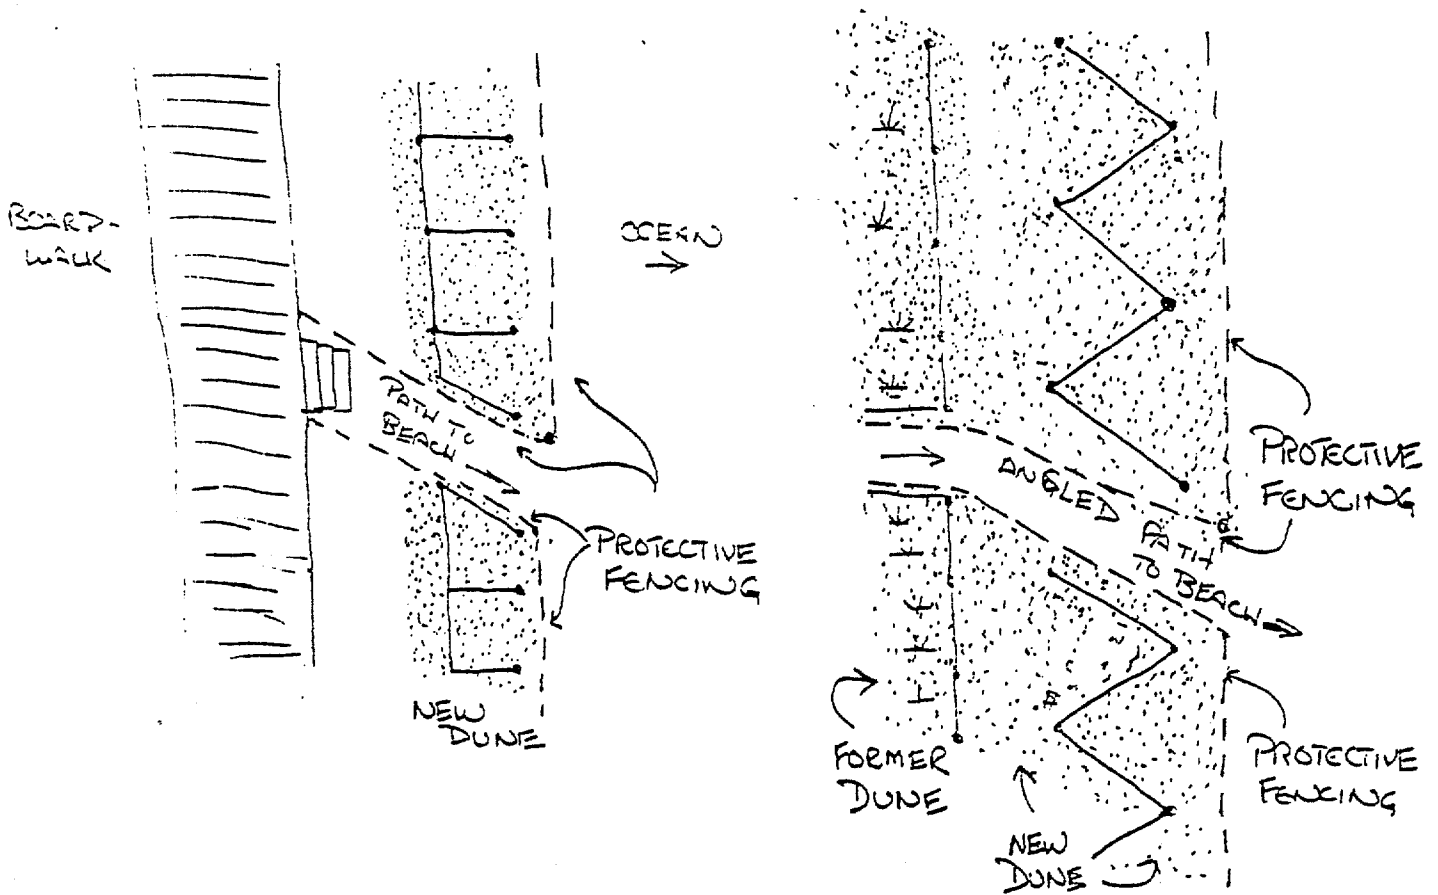 BOARD-
WALK
OCEAN
PATH TO
BEACH
PROTECTIVE
FENCING
NEW
DUNE
ANGLED PATH
TO BEACH
PROTECTIVE
FENCING
FORMER
DUNE
NEW
DUNE
PROTECTIVE
FENCING